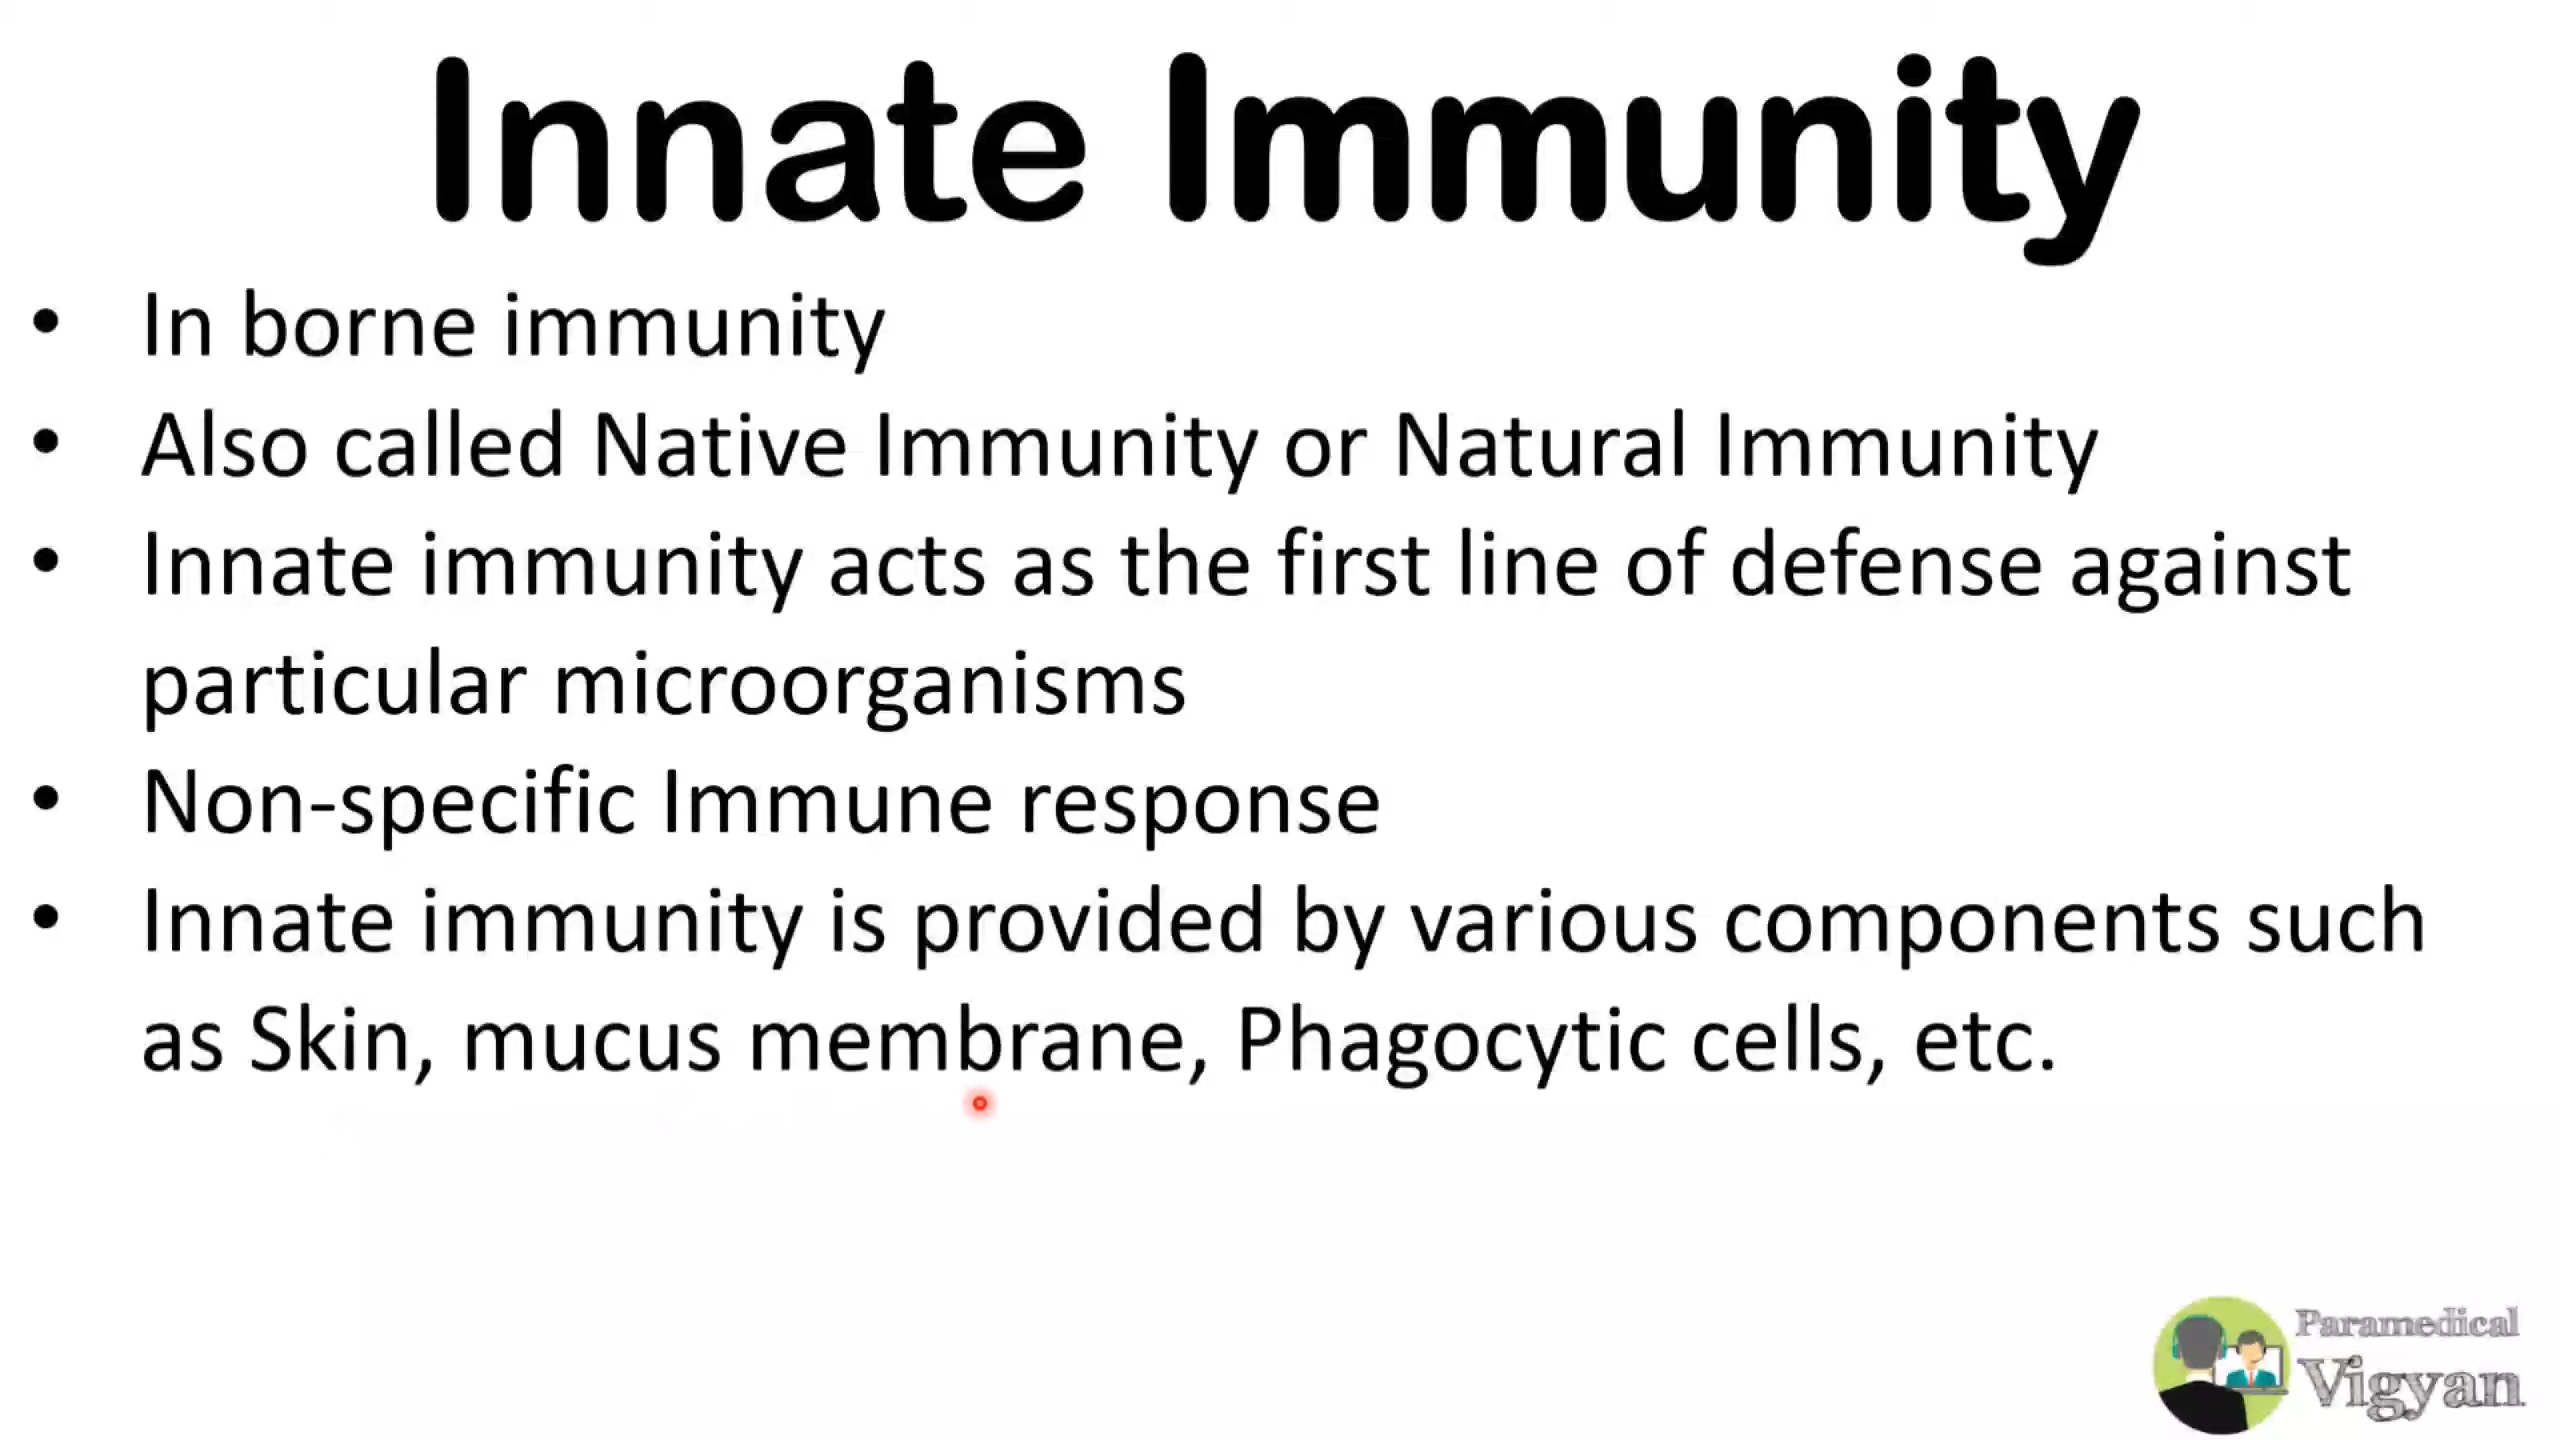 Innate Immunity
• In borne immunity
• Also called Native Immunity or Natural Immunity
• Innate immunity acts as the first line of defense against
particular microorganisms
• Non-specific Immune response
• Innate immunity is provided by various components such
as Skin, mucus membrane, Phagocytic cells, etc.
Paramedical
Vigyan